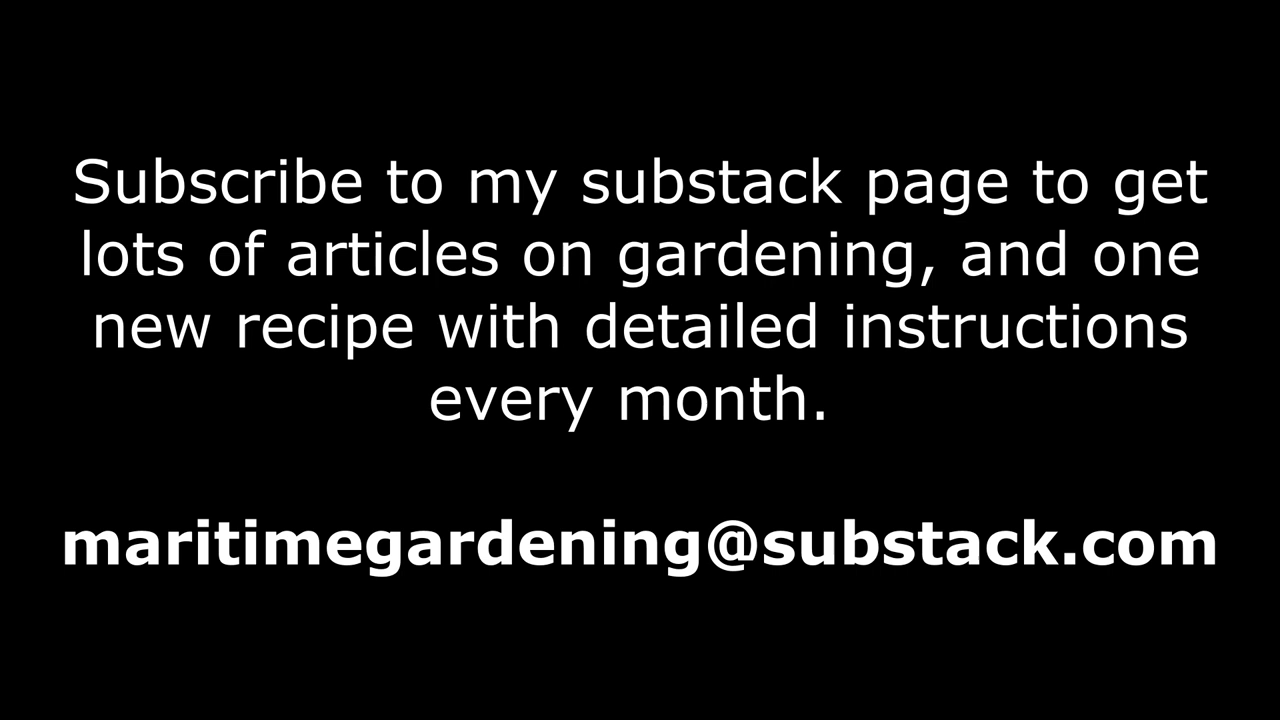 Subscribe to my substack page to get
lots of articles on gardening, and one
new recipe with detailed instructions
every month.
maritimegardening@substack.com